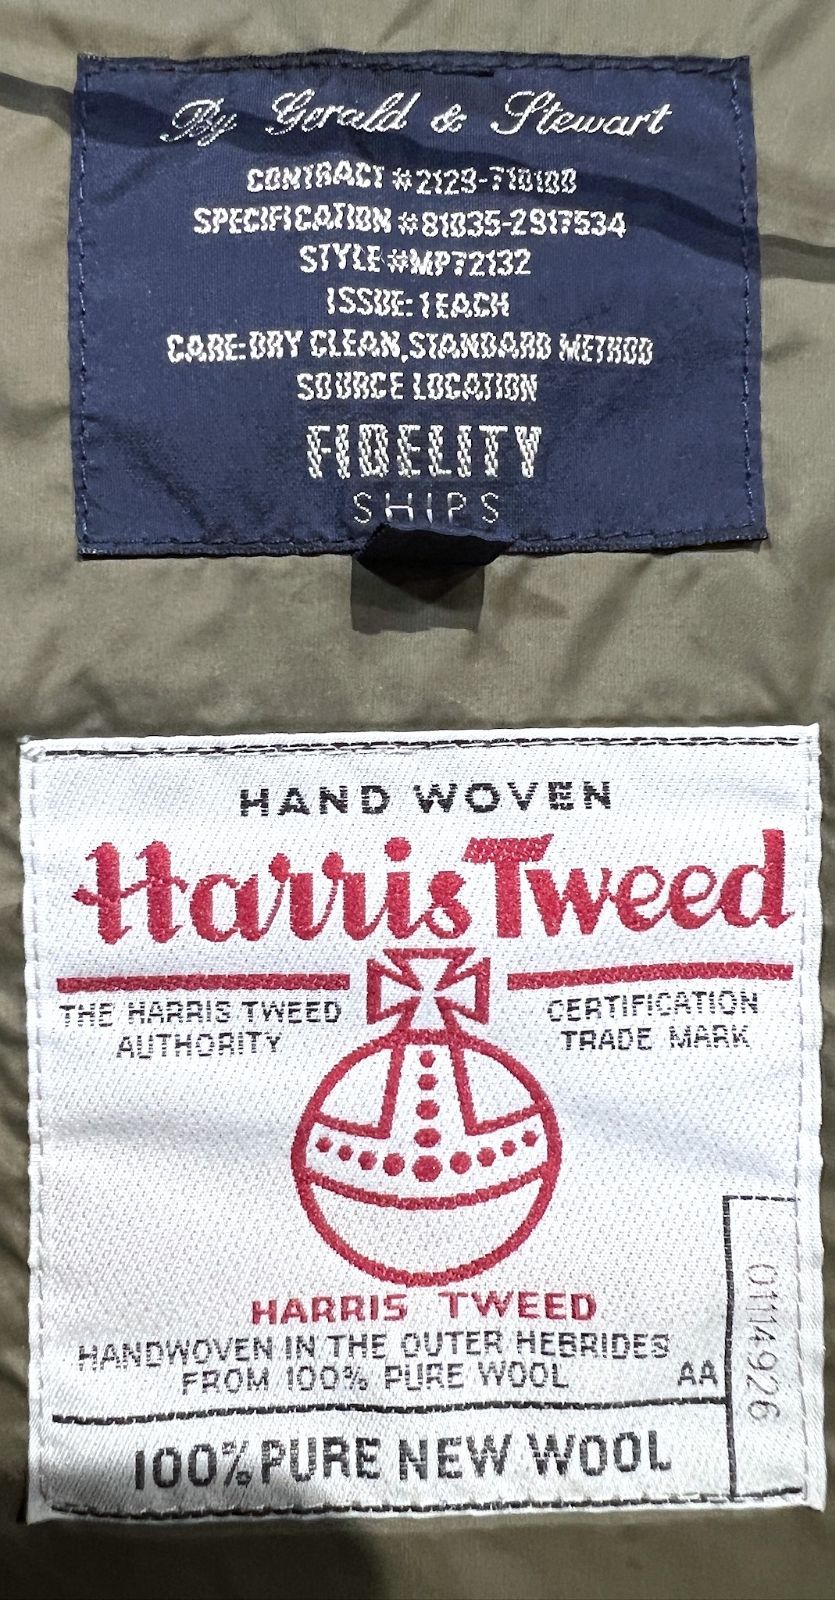 By Gerald & Stewart
CONTRACT #2129-710100
SPECIFICATION #81035-2917534
STYLE #MP72132
ISSUE: 1 EACH
CARE: DRY CLEAN, STANDARD METHOD
SOURCE LOCATION
FIDELITY
SHIPS
HAND WOVEN
Harris Tweed
THE HARRIS TWEED
AUTHORITY
CERTIFICATION
TRADE MARK
HARRIS TWEED
HANDWOVEN IN THE OUTER HEBRIDES
FROM 100% PURE WOOL
AA
011114926
100% PURE NEW WOOL